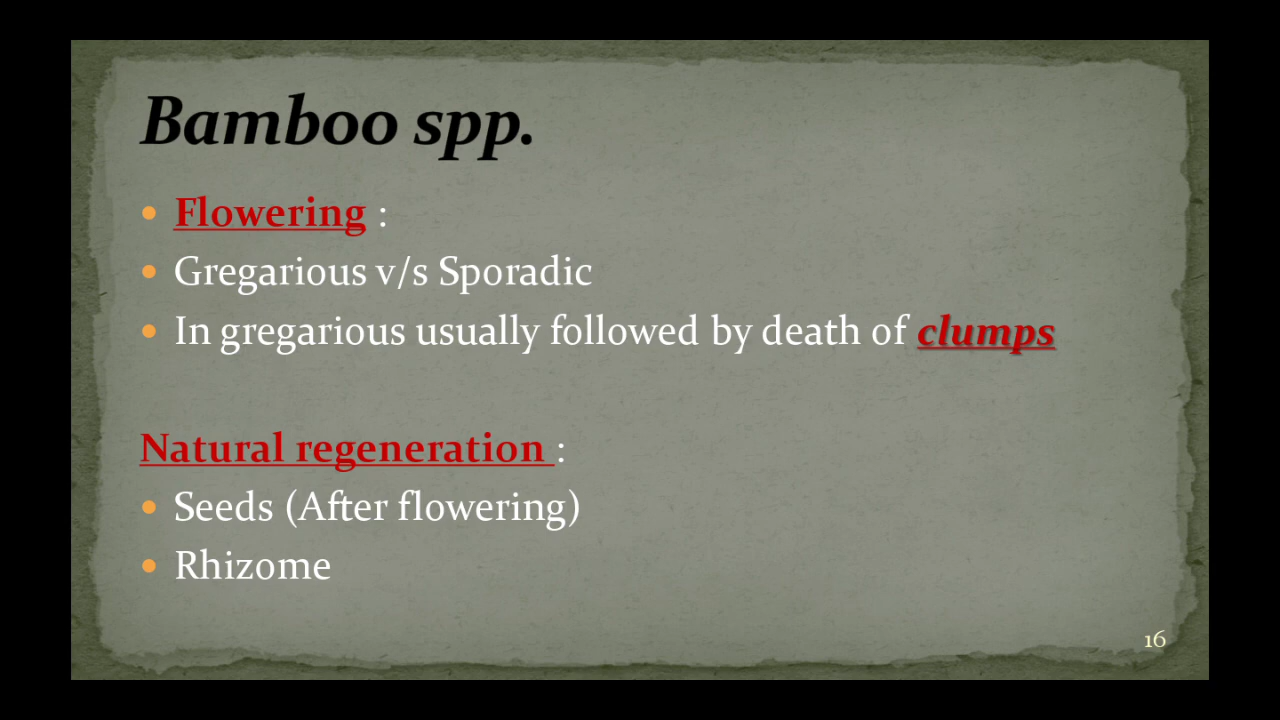 Bamboo spp.
• Flowering :
• Gregarious v/s Sporadic
• In gregarious usually followed by death of clumps
Natural regeneration :
• Seeds (After flowering)
• Rhizome
16